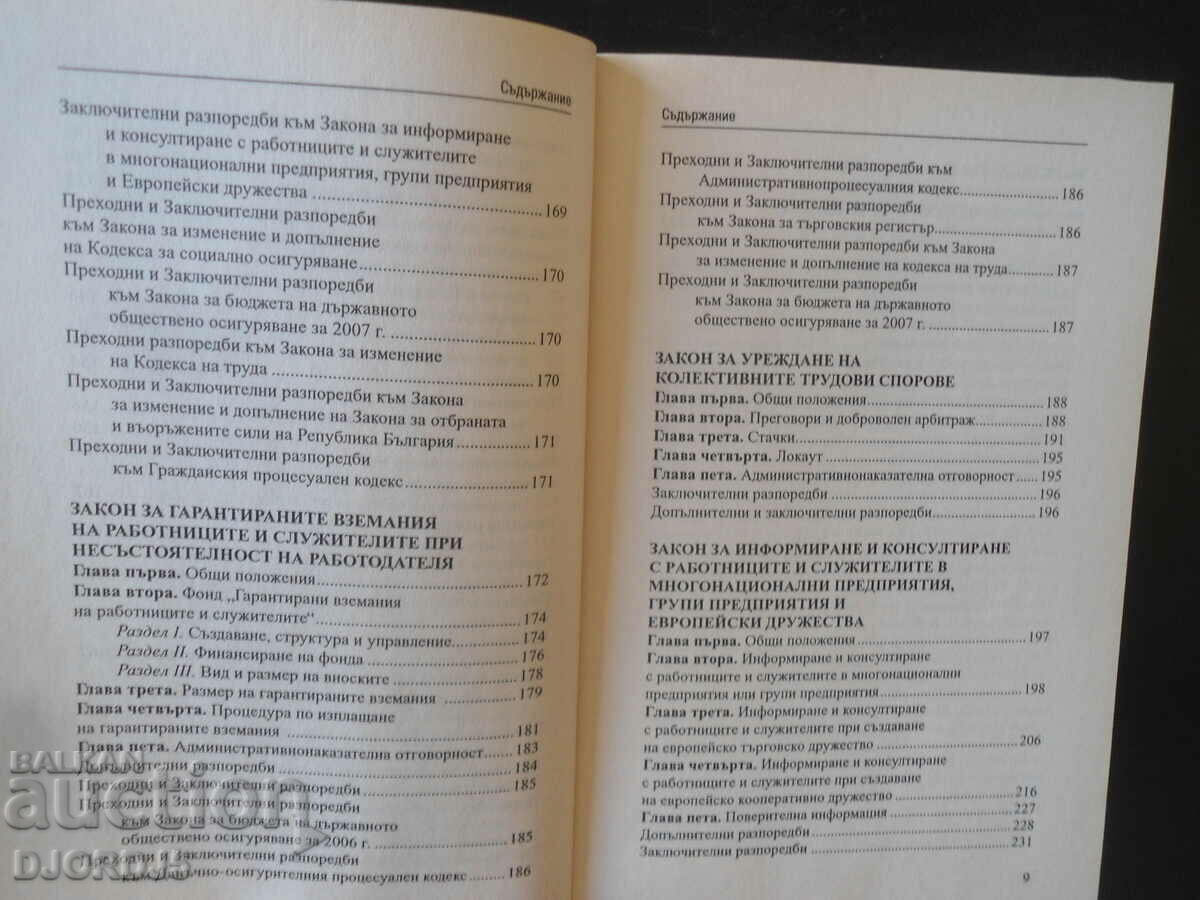 Съдържание
Заключителни разпоредби към Закона за информиране
и консултиране с работниците и служителите
в многонационални предприятия, групи предприятия
и Европейски дружества ........ 169
Преходни и Заключителни разпоредби
към Закона за изменение и допълнение
на Кодекса за социално осигуряване ........ 170
Преходни и Заключителни разпоредби
към Закона за бюджета на държавното
обществено осигуряване за 2007 г. ........ 170
Преходни разпоредби към Закона за изменение
на Кодекса на труда ........ 170
Преходни и Заключителни разпоредби към Закона
за изменение и допълнение на Закона за отбраната
и въоръжените сили на Република България ........ 171
Преходни и Заключителни разпоредби
към Гражданския процесуален кодекс ........ 171
ЗАКОН ЗА ГАРАНТИРАНИТЕ ВЗЕМАНИЯ
НА РАБОТНИЦИТЕ И СЛУЖИТЕЛИТЕ ПРИ
НЕСЪСТОЯТЕЛНОСТ НА РАБОТОДАТЕЛЯ
Глава първа. Общи положения ........ 172
Глава втора. Фонд „Гарантирани вземания
на работниците и служителите“ ........ 174
Раздел I. Създаване, структура и управление ........ 174
Раздел II. Финансиране на фонда ........ 176
Раздел III. Вид и размер на вноските ........ 178
Глава трета. Размер на гарантираните вземания ........ 179
Глава четвърта. Процедура по изплащане
на гарантираните вземания ........ 181
Глава пета. Административнонаказателна отговорност ........ 183
Допълнителни разпоредби ........ 184
Преходни и Заключителни разпоредби ........ 185
Преходни и Заключителни разпоредби
към Закона за бюджета на държавното
обществено осигуряване за 2006 г. ........ 185
Преходни и Заключителни разпоредби
към Данъчно-осигурителния процесуален кодекс ........ 186
Съдържание
Преходни и Заключителни разпоредби към
Административнопроцесуалния кодекс ........ 186
Преходни и Заключителни разпоредби
към Закона за търговския регистър ........ 186
Преходни и Заключителни разпоредби към Закона
за изменение и допълнение на кодекса на труда ........ 187
Преходни и Заключителни разпоредби
към Закона за бюджета на държавното
обществено осигуряване за 2007 г. ........ 187
ЗАКОН ЗА УРЕЖДАНЕ НА
КОЛЕКТИВНИТЕ ТРУДОВИ СПОРОВЕ
Глава първа. Общи положения ........ 188
Глава втора. Преговори и доброволен арбитраж ........ 188
Глава трета. Стачки ........ 191
Глава четвърта. Локаут ........ 195
Глава пета. Административнонаказателна отговорност ........ 195
Заключителни разпоредби ........ 196
Допълнителни и заключителни разпоредби ........ 196
ЗАКОН ЗА ИНФОРМИРАНЕ И КОНСУЛТИРАНЕ
С РАБОТНИЦИТЕ И СЛУЖИТЕЛИТЕ В
МНОГОНАЦИОНАЛНИ ПРЕДПРИЯТИЯ,
ГРУПИ ПРЕДПРИЯТИЯ И
ЕВРОПЕЙСКИ ДРУЖЕСТВА
Глава първа. Общи положения ........ 197
Глава втора. Информиране и консултиране
с работниците и служителите в многонационални
предприятия или групи предприятия ........ 198
Глава трета. Информиране и консултиране
с работниците и служителите при създаване
на европейско търговско дружество ........ 206
Глава четвърта. Информиране и консултиране
с работниците и служителите при създаване
на европейско кооперативно дружество ........ 216
Глава пета. Поверителна информация ........ 227
Допълнителни разпоредби ........ 228
Заключителни разпоредби ........ 231
9
BALKAN
auction
DJORDJ5